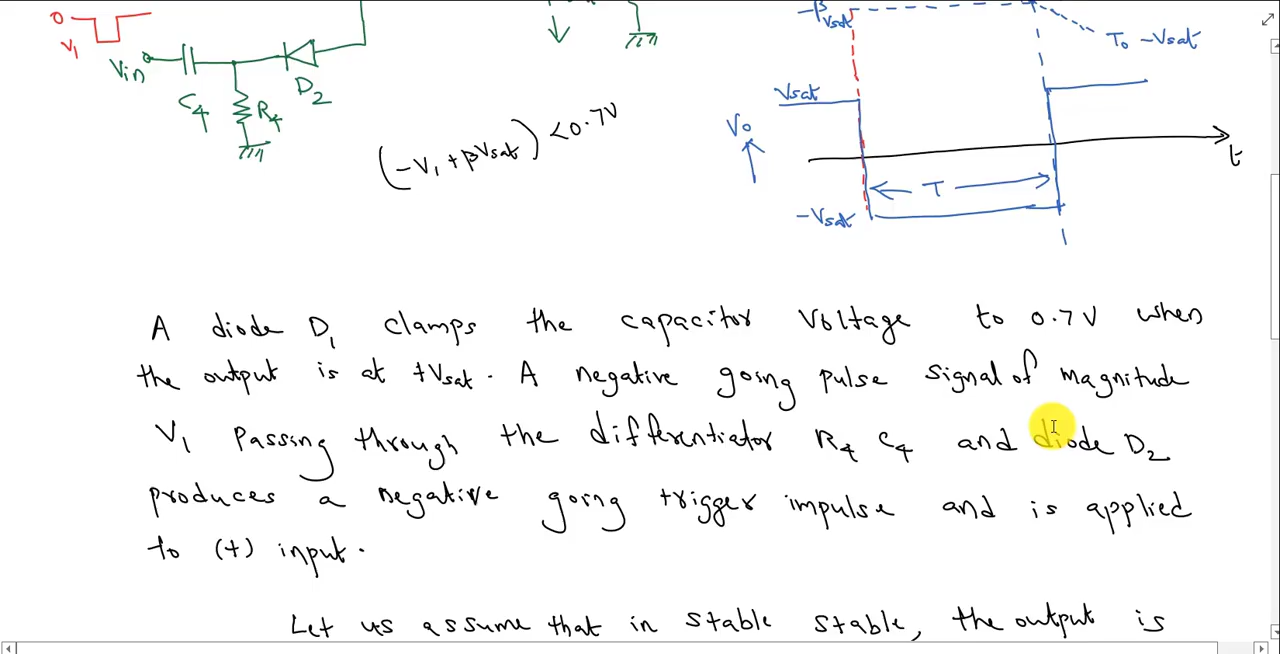 0
V1
Vin
C4
R4
D2
(-V1 + βVsat) < 0.7V
-βVsat
To -Vsat
Vsat
Vo
t
T
-Vsat
A diode D1 clamps the capacitor Voltage to 0.7V when
the output is at +Vsat. A negative going pulse signal of magnitude
V1 Passing through the differentiator R4 C4 and diode D2
produces a negative going trigger impulse and is applied
to (+) input.
Let us assume that in stable stable, the output is